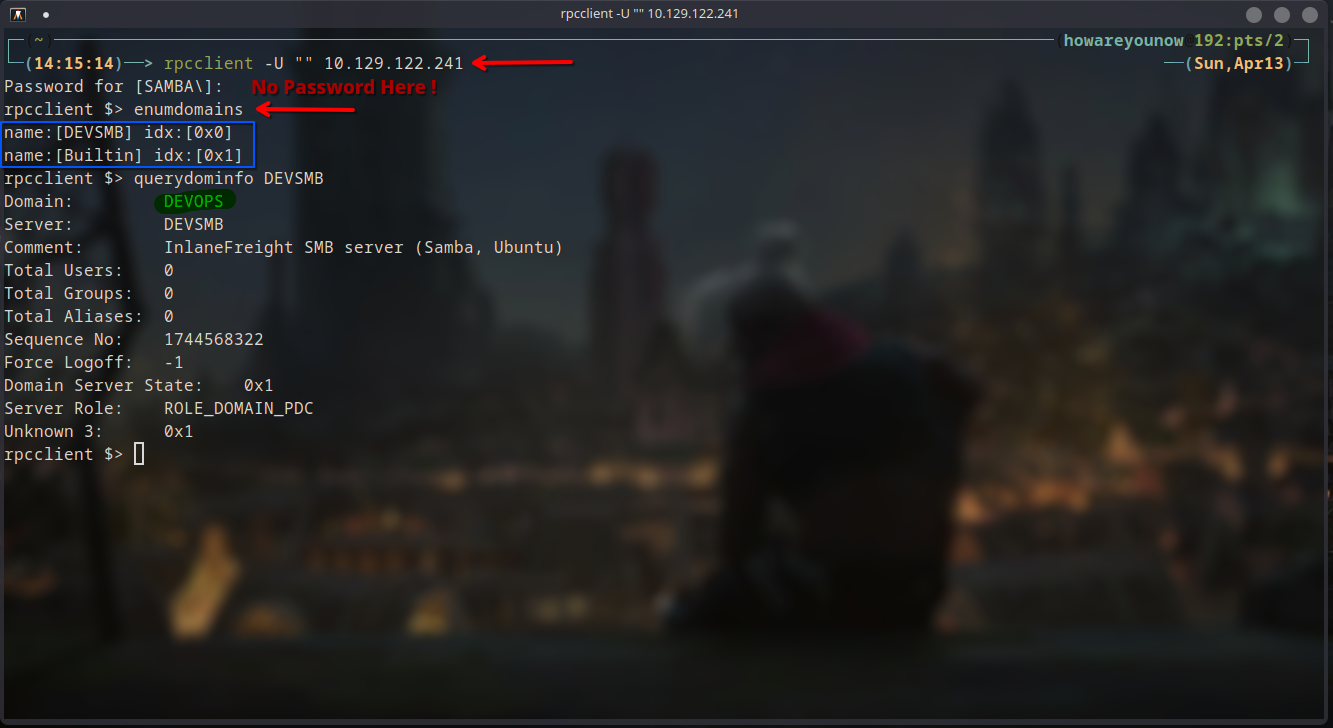 rpcclient -U "" 10.129.122.241
~ howareyounow 192:pts/2
(14:15:14)──> rpcclient -U "" 10.129.122.241 (Sun,Apr13)
Password for [SAMBA\]: No Password Here !
rpcclient $> enumdomains
name:[DEVSMB] idx:[0x0]
name:[Builtin] idx:[0x1]
rpcclient $> querydominfo DEVSMB
Domain: DEVOPS
Server: DEVSMB
Comment: InlaneFreight SMB server (Samba, Ubuntu)
Total Users: 0
Total Groups: 0
Total Aliases: 0
Sequence No: 1744568322
Force Logoff: -1
Domain Server State: 0x1
Server Role: ROLE_DOMAIN_PDC
Unknown 3: 0x1
rpcclient $>